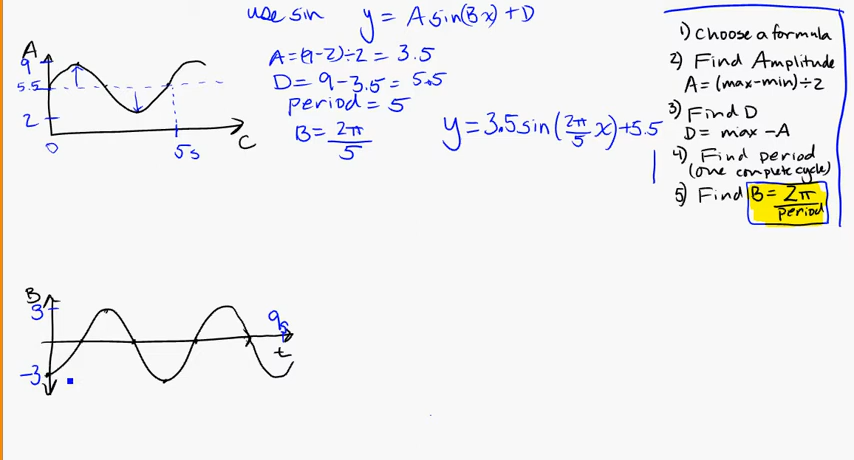 use sin y = A sin(Bx) + D
A
9
5.5
2
0
5s
C
A = (9-2) ÷ 2 = 3.5
D = 9 - 3.5 = 5.5
period = 5
B = 2π
5
y = 3.5 sin (2π/5 x) + 5.5
1) Choose a formula
2) Find Amplitude
A = (max-min) ÷ 2
3) Find D
D = max - A
4) Find period
(one complete cycle)
5) Find B = 2π
period
B
3
-3
9s
t